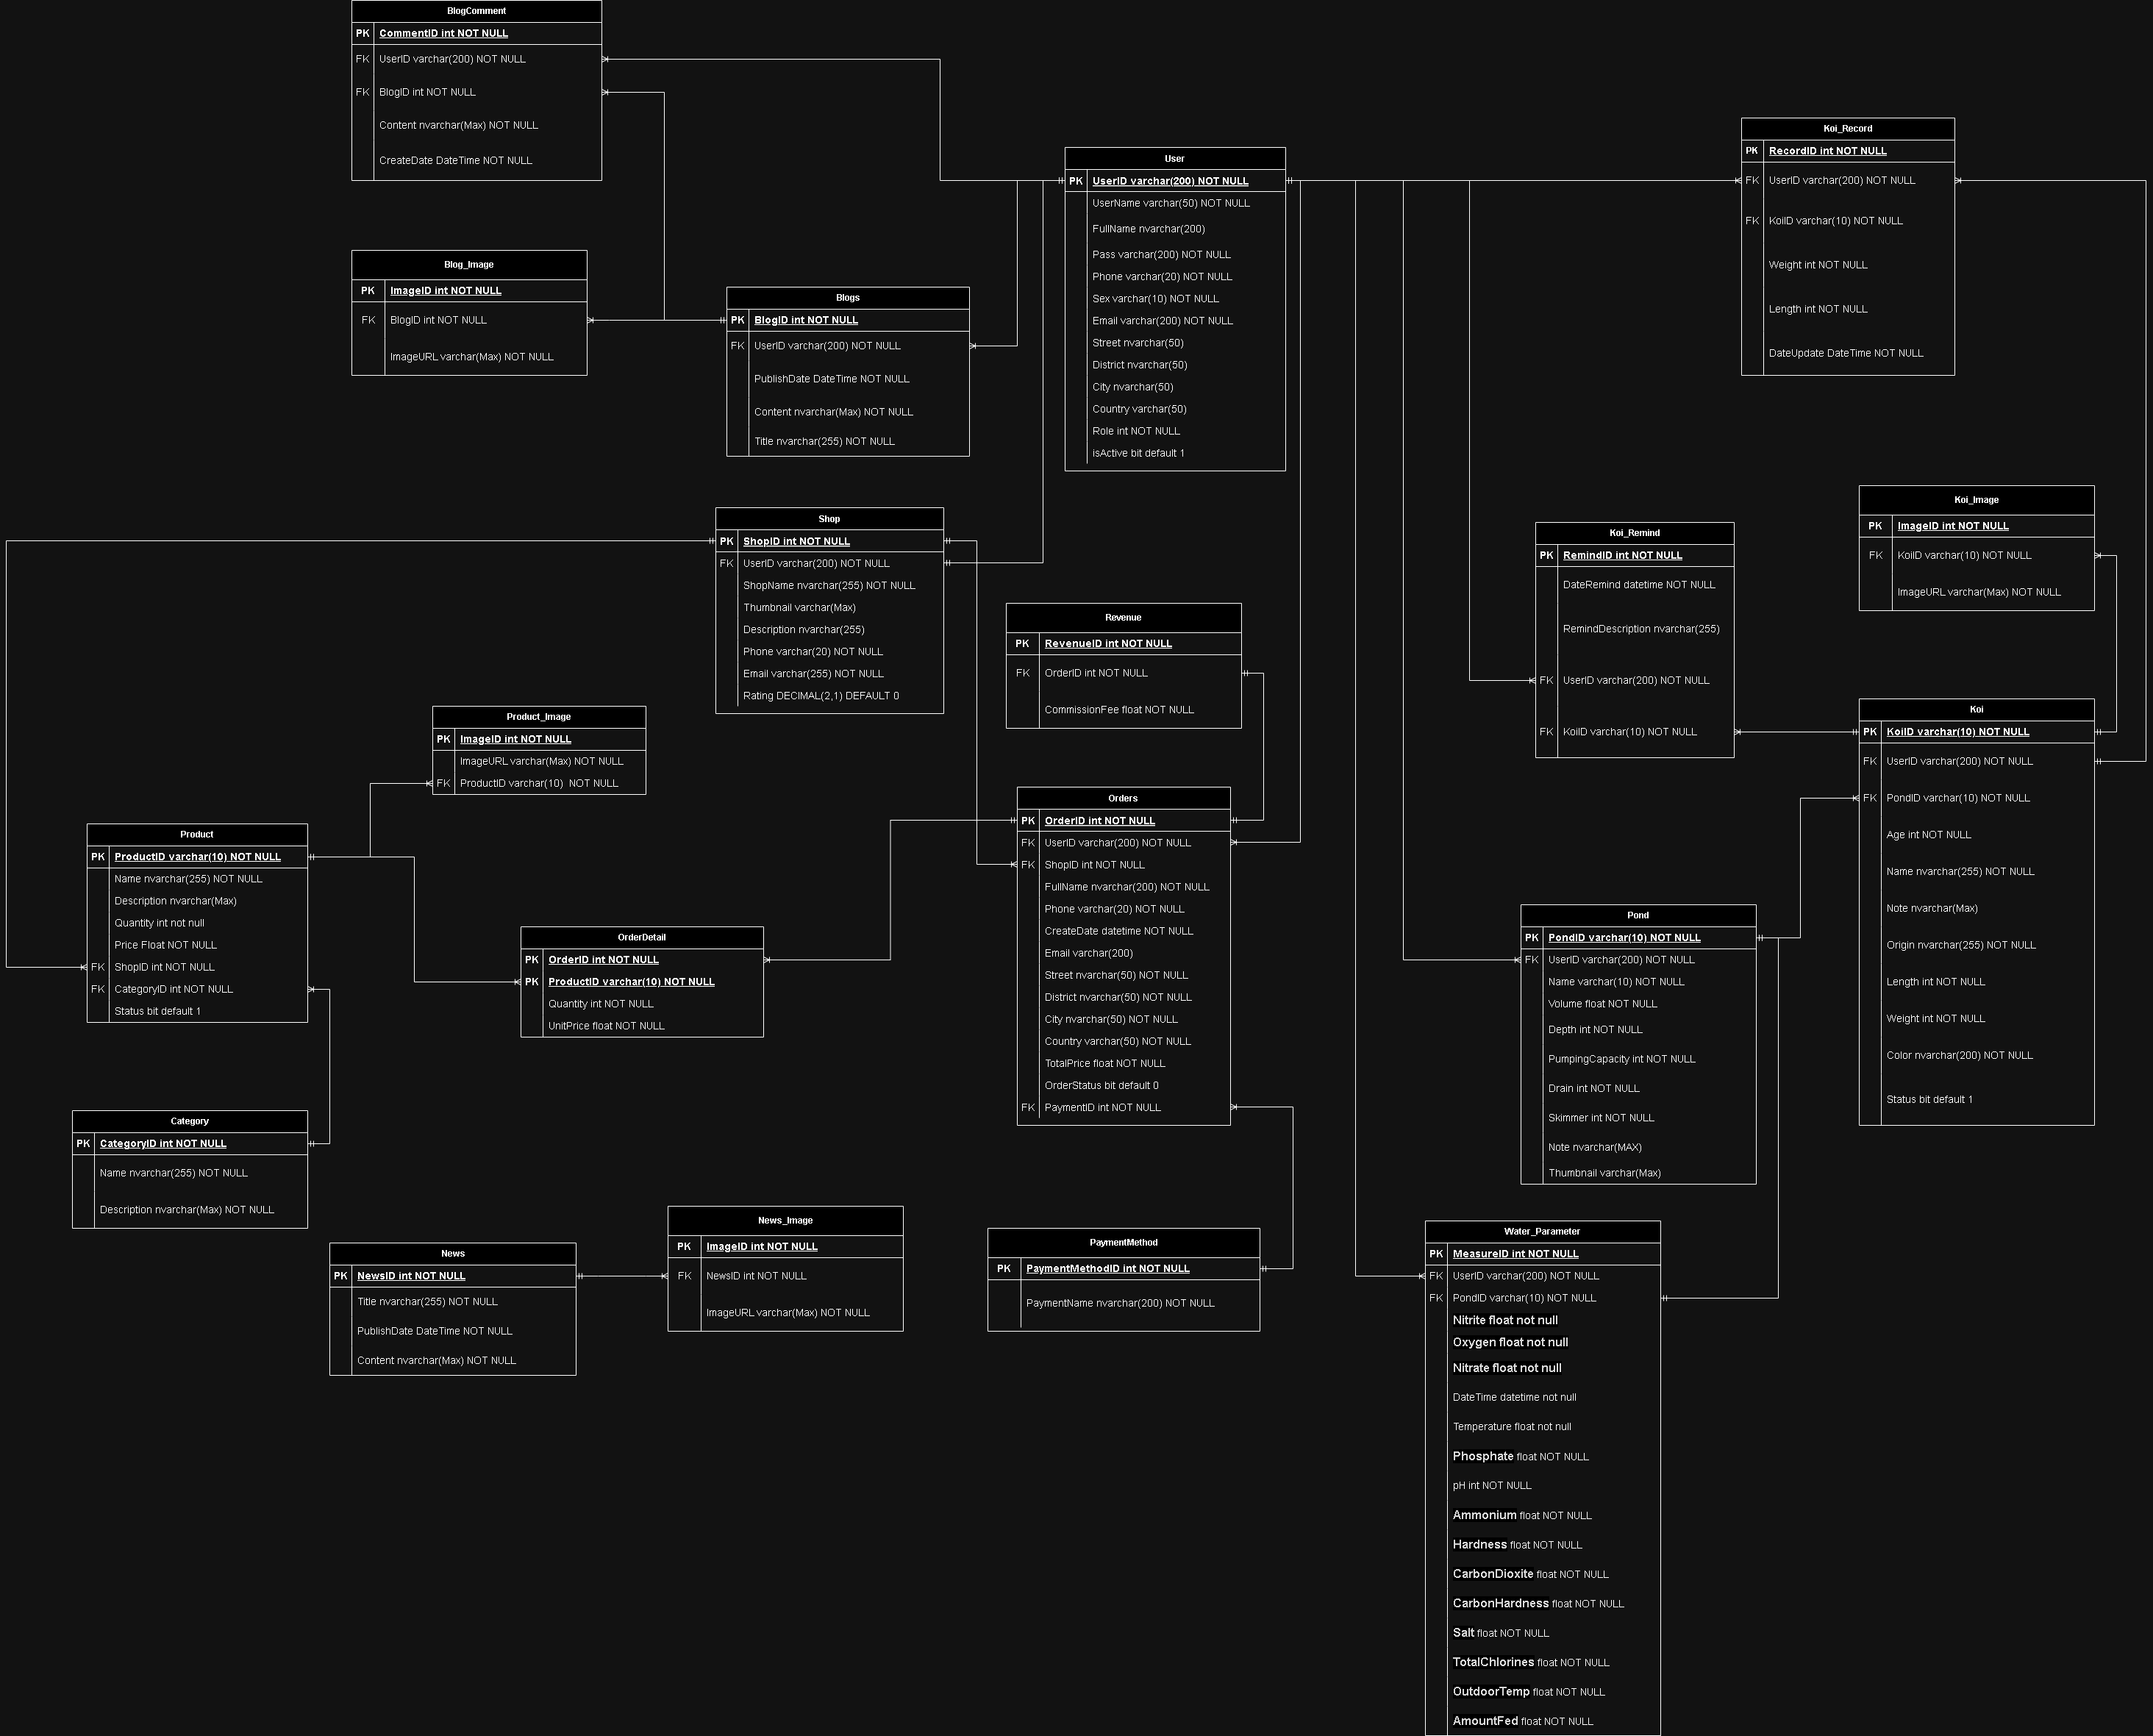 BlogComment
PK CommentID int NOT NULL
FK UserID varchar(200) NOT NULL
FK BlogID int NOT NULL
Content nvarchar(Max) NOT NULL
CreateDate DateTime NOT NULL
Koi_Record
PK RecordID int NOT NULL
FK UserID varchar(200) NOT NULL
FK KoiID varchar(10) NOT NULL
Weight int NOT NULL
Length int NOT NULL
DateUpdate DateTime NOT NULL
User
PK UserID varchar(200) NOT NULL
UserName varchar(50) NOT NULL
FullName nvarchar(200)
Pass varchar(200) NOT NULL
Phone varchar(20) NOT NULL
Sex varchar(10) NOT NULL
Email varchar(200) NOT NULL
Street nvarchar(50)
District nvarchar(50)
City nvarchar(50)
Country varchar(50)
Role int NOT NULL
isActive bit default 1
Blog_Image
PK ImageID int NOT NULL
FK BlogID int NOT NULL
ImageURL varchar(Max) NOT NULL
Blogs
PK BlogID int NOT NULL
FK UserID varchar(200) NOT NULL
PublishDate DateTime NOT NULL
Content nvarchar(Max) NOT NULL
Title nvarchar(255) NOT NULL
Shop
PK ShopID int NOT NULL
FK UserID varchar(200) NOT NULL
ShopName nvarchar(255) NOT NULL
Thumbnail varchar(Max)
Description nvarchar(255)
Phone varchar(20) NOT NULL
Email varchar(255) NOT NULL
Rating DECIMAL(2,1) DEFAULT 0
Koi_Remind
PK RemindID int NOT NULL
DateRemind datetime NOT NULL
RemindDescription nvarchar(255)
FK UserID varchar(200) NOT NULL
FK KoiID varchar(10) NOT NULL
Koi_Image
PK ImageID int NOT NULL
FK KoiID varchar(10) NOT NULL
ImageURL varchar(Max) NOT NULL
Revenue
PK RevenueID int NOT NULL
FK OrderID int NOT NULL
CommissionFee float NOT NULL
Koi
PK KoiID varchar(10) NOT NULL
FK UserID varchar(200) NOT NULL
FK PondID varchar(10) NOT NULL
Age int NOT NULL
Name nvarchar(255) NOT NULL
Note nvarchar(Max)
Origin nvarchar(255) NOT NULL
Length int NOT NULL
Weight int NOT NULL
Color nvarchar(200) NOT NULL
Status bit default 1
Product_Image
PK ImageID int NOT NULL
ImageURL varchar(Max) NOT NULL
FK ProductID varchar(10) NOT NULL
Product
PK ProductID varchar(10) NOT NULL
Name nvarchar(255) NOT NULL
Description nvarchar(Max)
Quantity int not null
Price Float NOT NULL
FK ShopID int NOT NULL
FK CategoryID int NOT NULL
Status bit default 1
Orders
PK OrderID int NOT NULL
FK UserID varchar(200) NOT NULL
FK ShopID int NOT NULL
FullName nvarchar(200) NOT NULL
Phone varchar(20) NOT NULL
CreateDate datetime NOT NULL
Email varchar(200)
Street nvarchar(50) NOT NULL
District nvarchar(50) NOT NULL
City nvarchar(50) NOT NULL
Country varchar(50) NOT NULL
TotalPrice float NOT NULL
OrderStatus bit default 0
FK PaymentID int NOT NULL
OrderDetail
PK OrderID int NOT NULL
PK ProductID varchar(10) NOT NULL
Quantity int NOT NULL
UnitPrice float NOT NULL
Pond
PK PondID varchar(10) NOT NULL
FK UserID varchar(200) NOT NULL
Name varchar(10) NOT NULL
Volume float NOT NULL
Depth int NOT NULL
PumpingCapacity int NOT NULL
Drain int NOT NULL
Skimmer int NOT NULL
Note nvarchar(MAX)
Thumbnail varchar(Max)
Category
PK CategoryID int NOT NULL
Name nvarchar(255) NOT NULL
Description nvarchar(Max) NOT NULL
News
PK NewsID int NOT NULL
Title nvarchar(255) NOT NULL
PublishDate DateTime NOT NULL
Content nvarchar(Max) NOT NULL
News_Image
PK ImageID int NOT NULL
FK NewsID int NOT NULL
ImageURL varchar(Max) NOT NULL
PaymentMethod
PK PaymentMethodID int NOT NULL
PaymentName nvarchar(200) NOT NULL
Water_Parameter
PK MeasureID int NOT NULL
FK UserID varchar(200) NOT NULL
FK PondID varchar(10) NOT NULL
Nitrite float not null
Oxygen float not null
Nitrate float not null
DateTime datetime not null
Temperature float not null
Phosphate float NOT NULL
pH int NOT NULL
Ammonium float NOT NULL
Hardness float NOT NULL
CarbonDioxite float NOT NULL
CarbonHardness float NOT NULL
Salt float NOT NULL
TotalChlorines float NOT NULL
OutdoorTemp float NOT NULL
AmountFed float NOT NULL